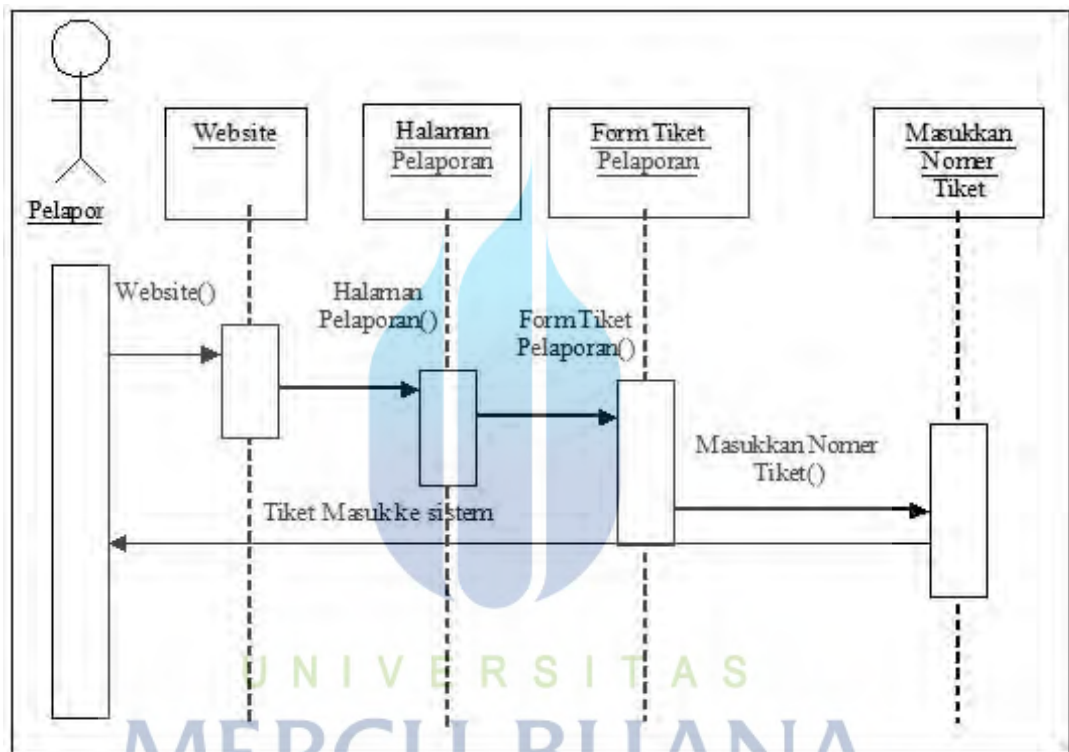 Website
Halaman
Pelaporan
Form Tiket
Pelaporan
Masukkan
Nomer
Tiket
Pelapor
Website()
Halaman
Pelaporan()
Form Tiket
Pelaporan()
Masukkan Nomer
Tiket()
Tiket Masuk ke sistem
UNIVERSITAS
MERCU BUANA